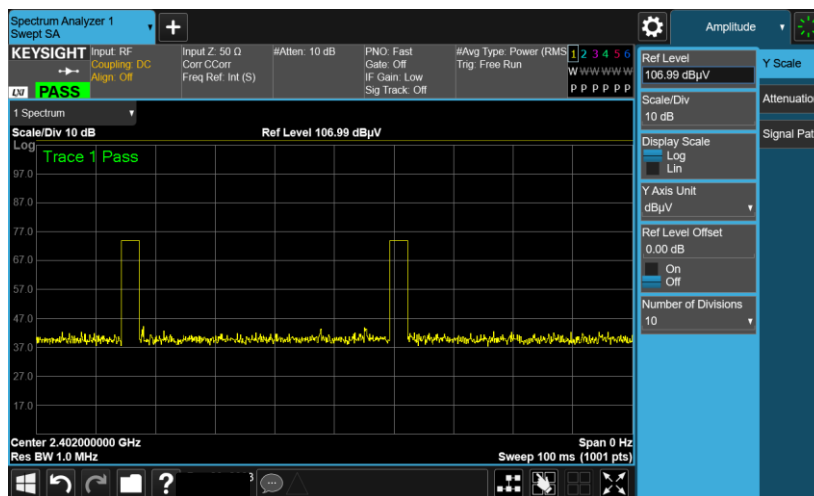 Spectrum Analyzer 1
Swept SA
+
Amplitude
KEYSIGHT
Input: RF
Coupling: DC
Align: Off
Input Z: 50 Ω
Corr CCorr
Freq Ref: Int (S)
#Atten: 10 dB
PNO: Fast
Gate: Off
IF Gain: Low
Sig Track: Off
#Avg Type: Power (RMS
Trig: Free Run
1 2 3 4 5 6
W W W W W W
P P P P P P
LXI
PASS
1 Spectrum
Scale/Div 10 dB
Ref Level 106.99 dBµV
Log
Trace 1 Pass
97.0
87.0
77.0
67.0
57.0
47.0
37.0
27.0
17.0
Center 2.402000000 GHz
Res BW 1.0 MHz
Span 0 Hz
Sweep 100 ms (1001 pts)
Ref Level
106.99 dBµV
Scale/Div
10 dB
Display Scale
Log
Lin
Y Axis Unit
dBµV
Ref Level Offset
0.00 dB
On
Off
Number of Divisions
10
Y Scale
Attenuatio
Signal Pat
?